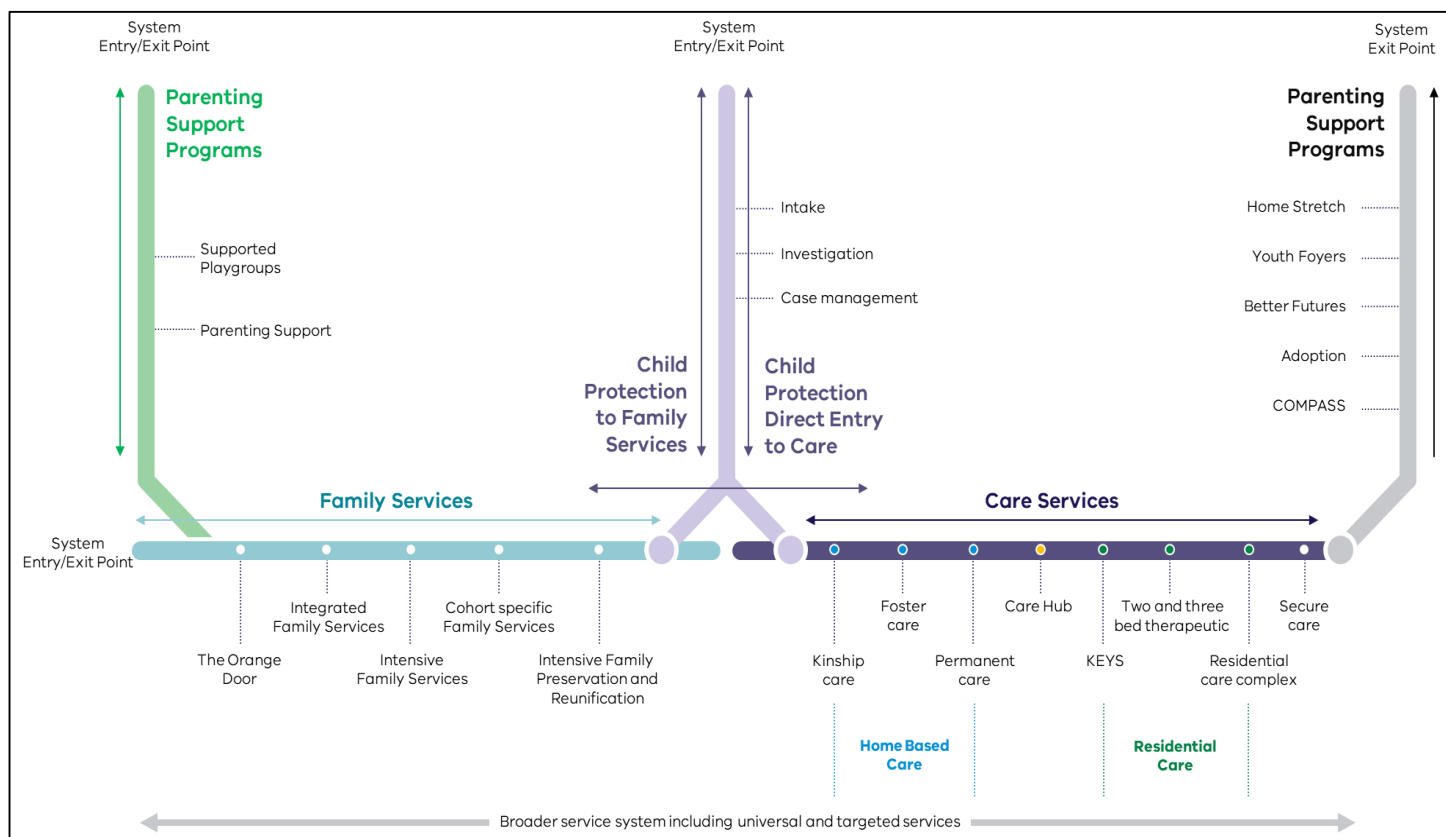 System
Entry/Exit Point
System
Entry/Exit Point
System
Exit Point
Parenting
Support
Programs
Supported
Playgroups
Parenting Support
Intake
Investigation
Case management
Child
Protection
to Family
Services
Child
Protection
Direct Entry
to Care
Parenting
Support
Programs
Home Stretch
Youth Foyers
Better Futures
Adoption
COMPASS
Family Services
Care Services
System
Entry/Exit Point
The Orange
Door
Integrated
Family Services
Intensive
Family Services
Cohort specific
Family Services
Intensive Family
Preservation and
Reunification
Kinship
care
Foster
care
Permanent
care
Care Hub
KEYS
Two and three
bed therapeutic
Residential
care complex
Secure
care
Home Based
Care
Residential
Care
Broader service system including universal and targeted services